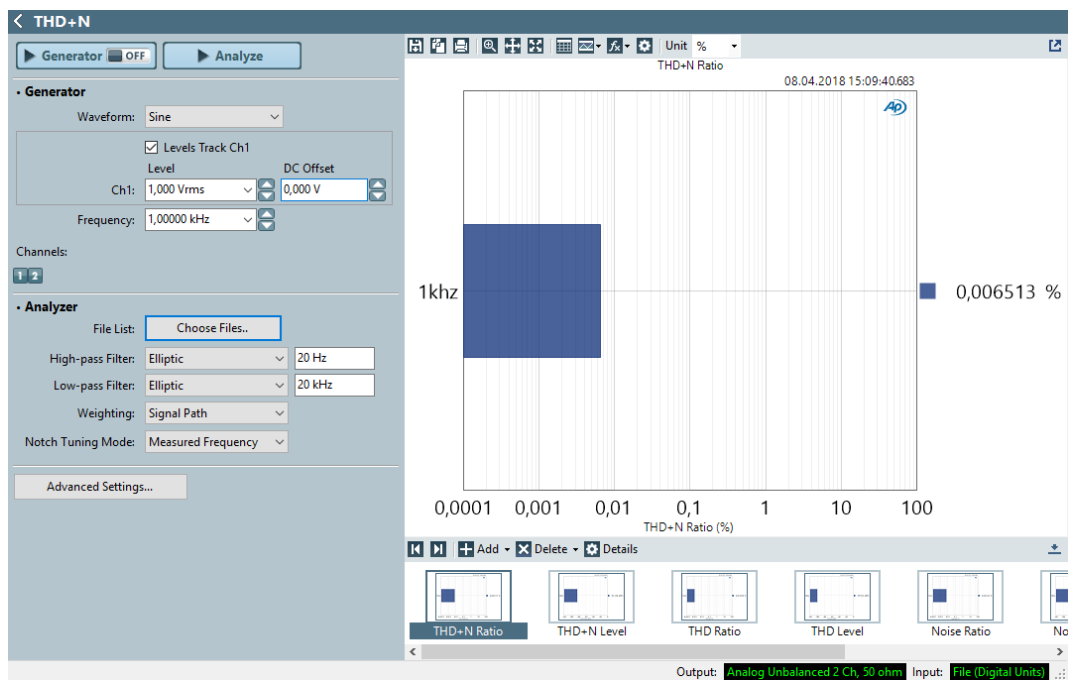 THD+N
Generator OFF
Analyze
Generator
Waveform: Sine
Levels Track Ch1
Level DC Offset
Ch1: 1,000 Vrms 0,000 V
Frequency: 1,00000 kHz
Channels:
1 2
Analyzer
File List: Choose Files..
High-pass Filter: Elliptic 20 Hz
Low-pass Filter: Elliptic 20 kHz
Weighting: Signal Path
Notch Tuning Mode: Measured Frequency
Advanced Settings...
Unit %
THD+N Ratio
08.04.2018 15:09:40.683
AP
1khz
0,006513 %
0,0001 0,001 0,01 0,1 1 10 100
THD+N Ratio (%)
Add Delete Details
THD+N Ratio THD+N Level THD Ratio THD Level Noise Ratio No
Output: Analog Unbalanced 2 Ch, 50 ohm Input: File (Digital Units)